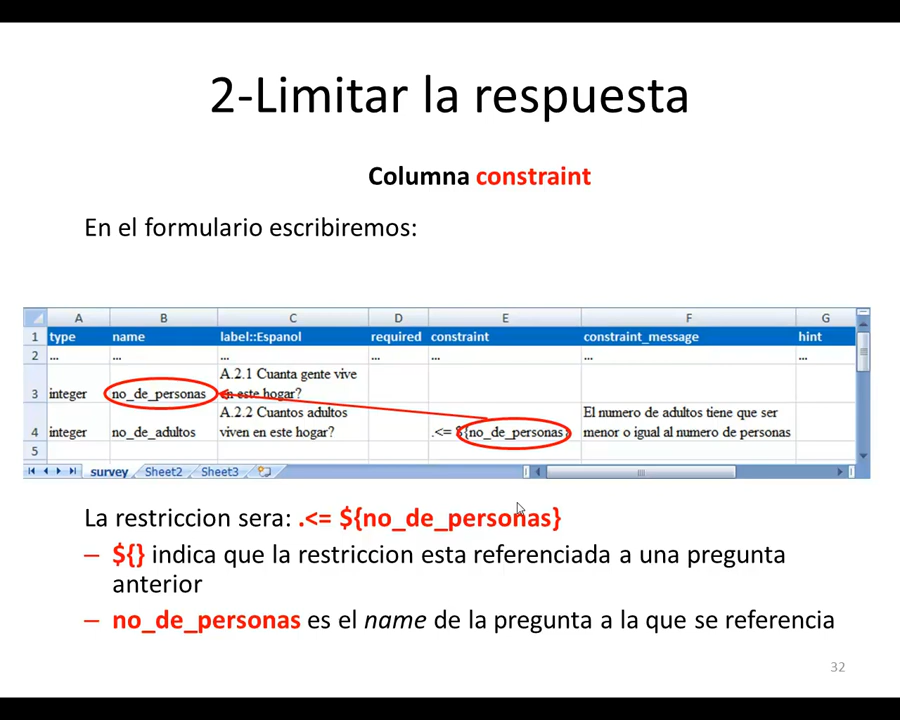 2-Limitar la respuesta
Columna constraint
En el formulario escribiremos:
A B C D E F G
1 type name label::Espanol required constraint constraint_message hint
2 ... ... ... ... ... ... ...
A.2.1 Cuanta gente vive
3 integer no_de_personas en este hogar?
A.2.2 Cuantos adultos El numero de adultos tiene que ser
4 integer no_de_adultos viven en este hogar? .<= ${no_de_personas} menor o igual al numero de personas
5
survey Sheet2 Sheet3
La restriccion sera: .<= ${no_de_personas}
– ${} indica que la restriccion esta referenciada a una pregunta
anterior
– no_de_personas es el name de la pregunta a la que se referencia
32